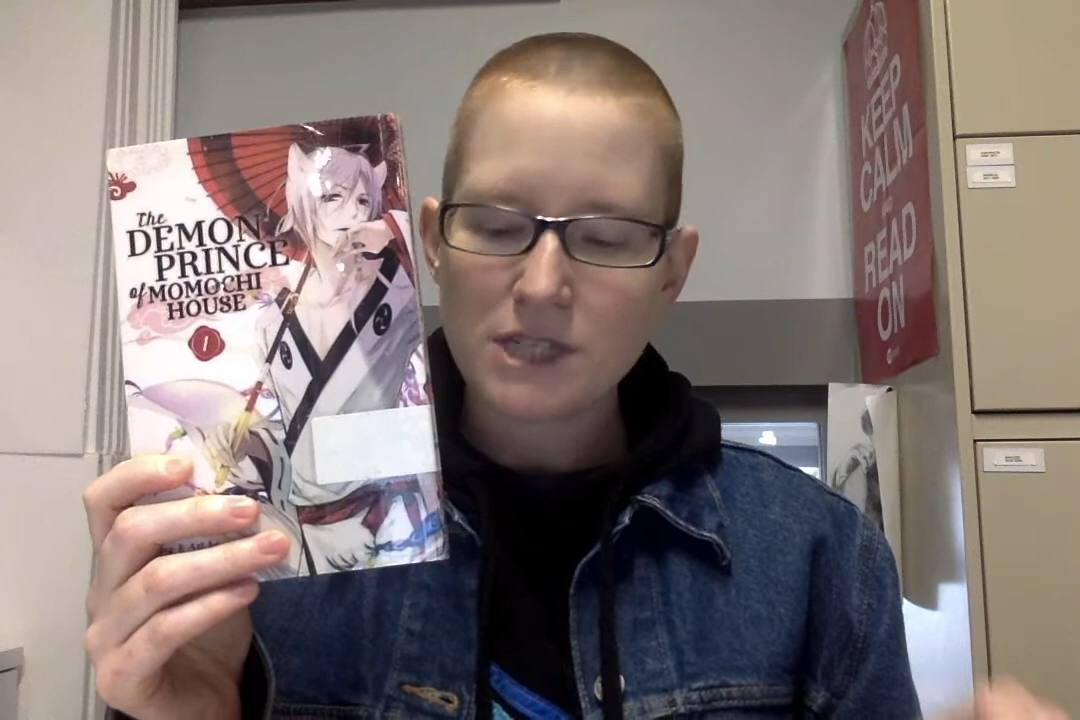 The
DEMON
PRINCE
of MOMOCHI
HOUSE
1
KEEP
CALM
READ
ON